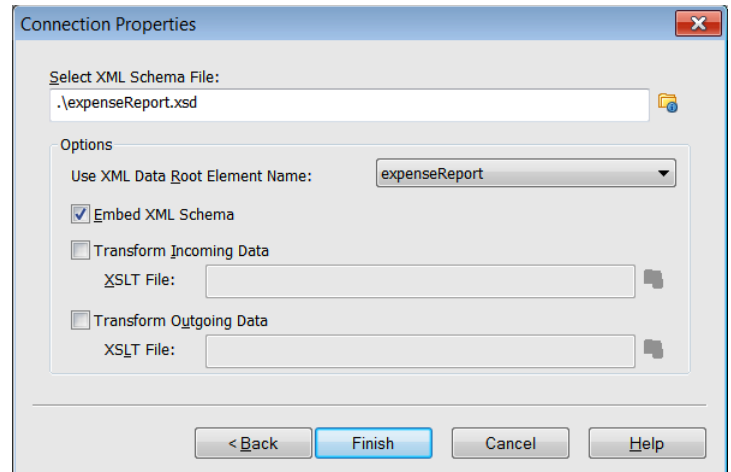 Connection Properties
Select XML Schema File:
.\expenseReport.xsd
Options
Use XML Data Root Element Name: expenseReport
Embed XML Schema
Transform Incoming Data
XSLT File:
Transform Outgoing Data
XSLT File:
< Back Finish Cancel Help